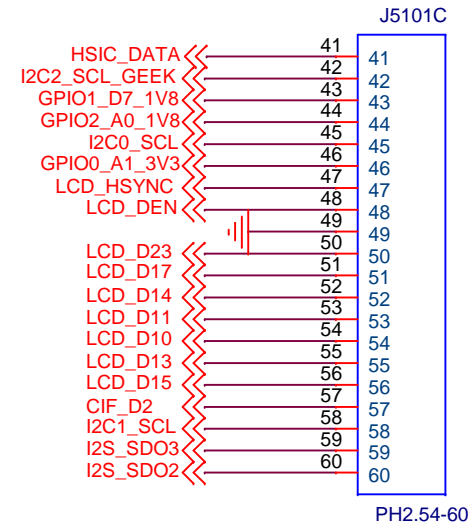 J5101C
HSIC_DATA 41 41
I2C2_SCL_GEEK 42 42
GPIO1_D7_1V8 43 43
GPIO2_A0_1V8 44 44
I2C0_SCL 45 45
GPIO0_A1_3V3 46 46
LCD_HSYNC 47 47
LCD_DEN 48 48
49 49
LCD_D23 50 50
LCD_D17 51 51
LCD_D14 52 52
LCD_D11 53 53
LCD_D10 54 54
LCD_D13 55 55
LCD_D15 56 56
CIF_D2 57 57
I2C1_SCL 58 58
I2S_SDO3 59 59
I2S_SDO2 60 60
PH2.54-60